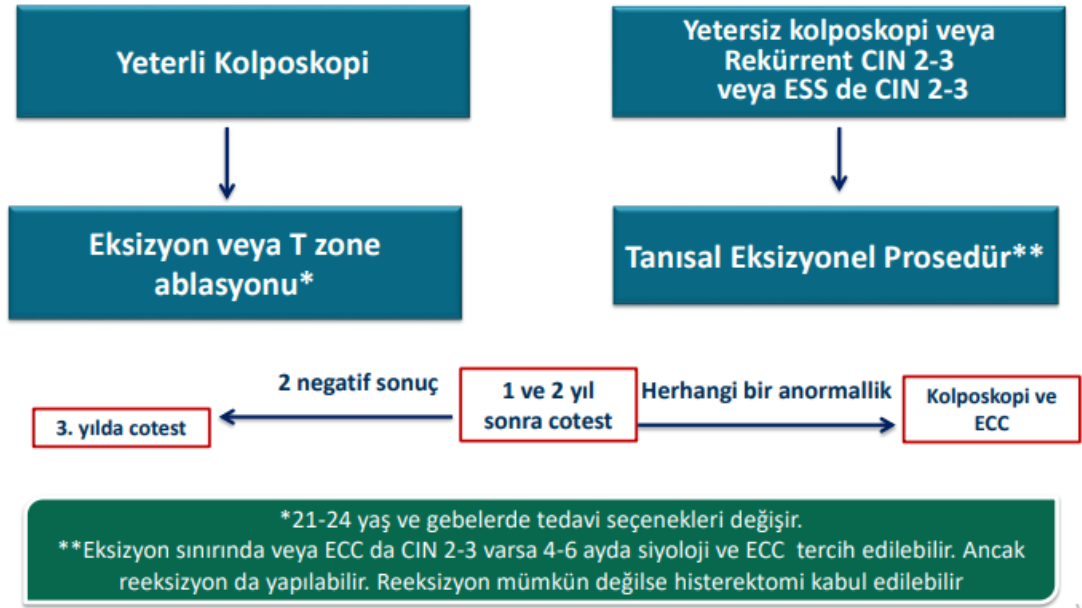 Yeterli Kolposkopi
Yetersiz kolposkopi veya
Rekürrent CIN 2-3
veya ESS de CIN 2-3
Eksizyon veya T zone
ablasyonu*
Tanısal Eksizyonel Prosedür**
2 negatif sonuç
1 ve 2 yıl
sonra cotest
Herhangi bir anormallik
Kolposkopi ve
ECC
3. yılda cotest
*21-24 yaş ve gebelerde tedavi seçenekleri değişir.
**Eksizyon sınırında veya ECC da CIN 2-3 varsa 4-6 ayda siyoloji ve ECC tercih edilebilir. Ancak
reeksizyon da yapılabilir. Reeksizyon mümkün değilse histerektomi kabul edilebilir